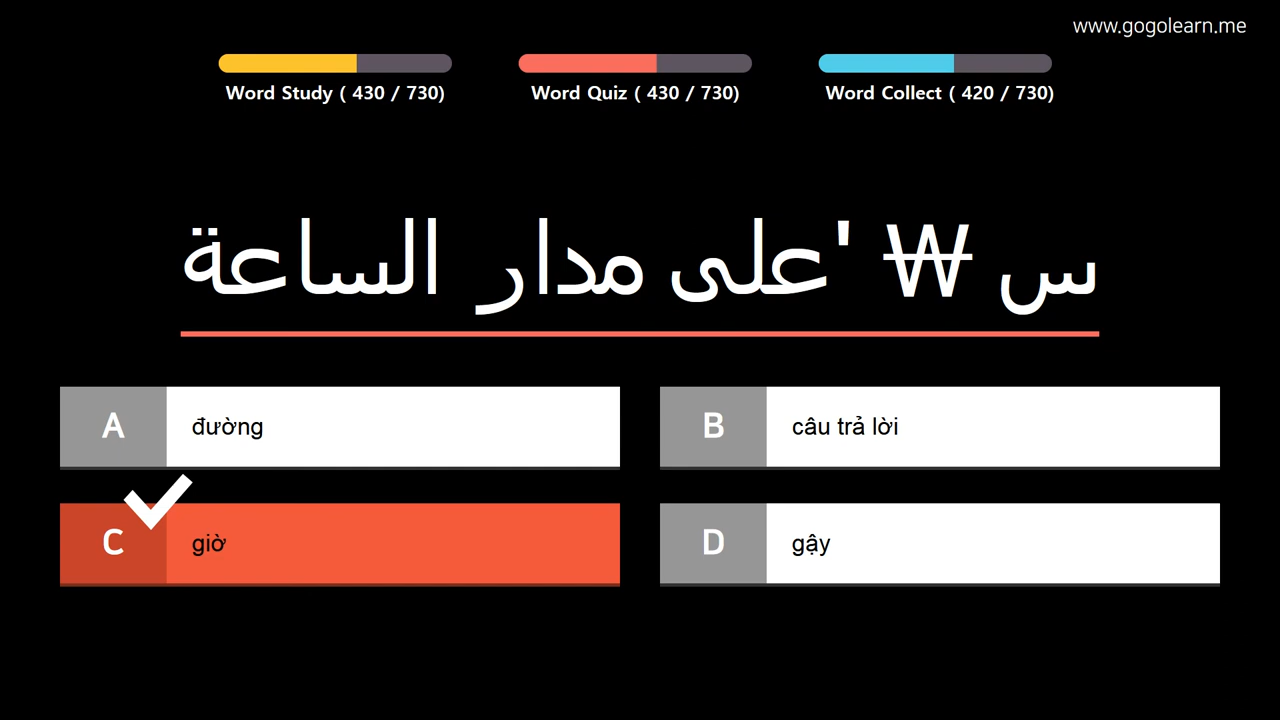 www.gogolearn.me
Word Study ( 430 / 730)
Word Quiz ( 430 / 730)
Word Collect ( 420 / 730)
س ₩ 'على مدار الساعة
A
đường
B
câu trả lời
C
giờ
D
gậy